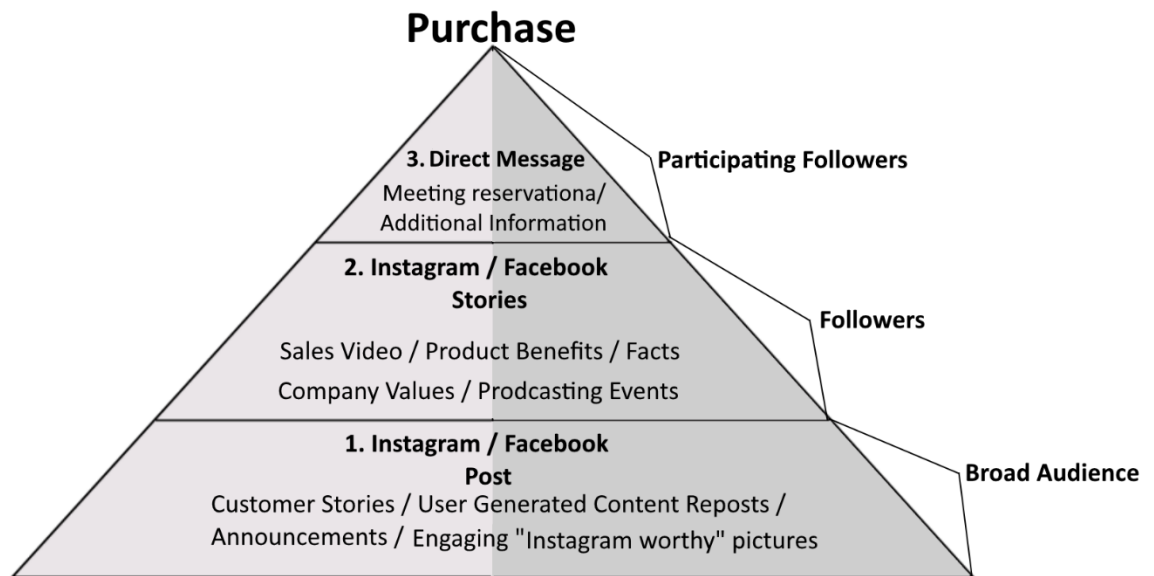 Purchase
3. Direct Message
Meeting reservationa/
Additional Information
Participating Followers
2. Instagram / Facebook
Stories
Sales Video / Product Benefits / Facts
Company Values / Prodcasting Events
Followers
1. Instagram / Facebook
Post
Customer Stories / User Generated Content Reposts /
Announcements / Engaging "Instagram worthy" pictures
Broad Audience